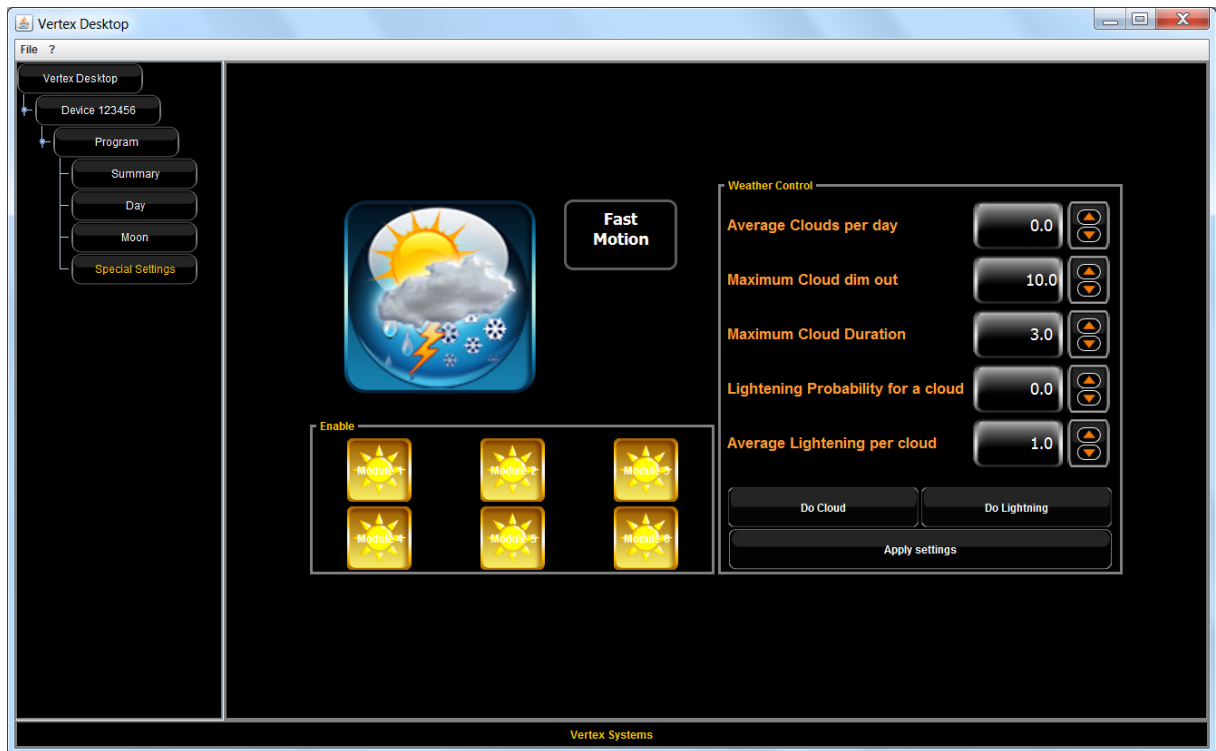 Vertex Desktop
File ?
Vertex Desktop
Device 123456
Program
Summary
Day
Moon
Special Settings
Fast
Motion
Enable
Module 1
Module 2
Module 3
Module 4
Module 5
Module 6
Weather Control
Average Clouds per day 0.0
Maximum Cloud dim out 10.0
Maximum Cloud Duration 3.0
Lightening Probability for a cloud 0.0
Average Lightening per cloud 1.0
Do Cloud
Do Lightning
Apply settings
Vertex Systems